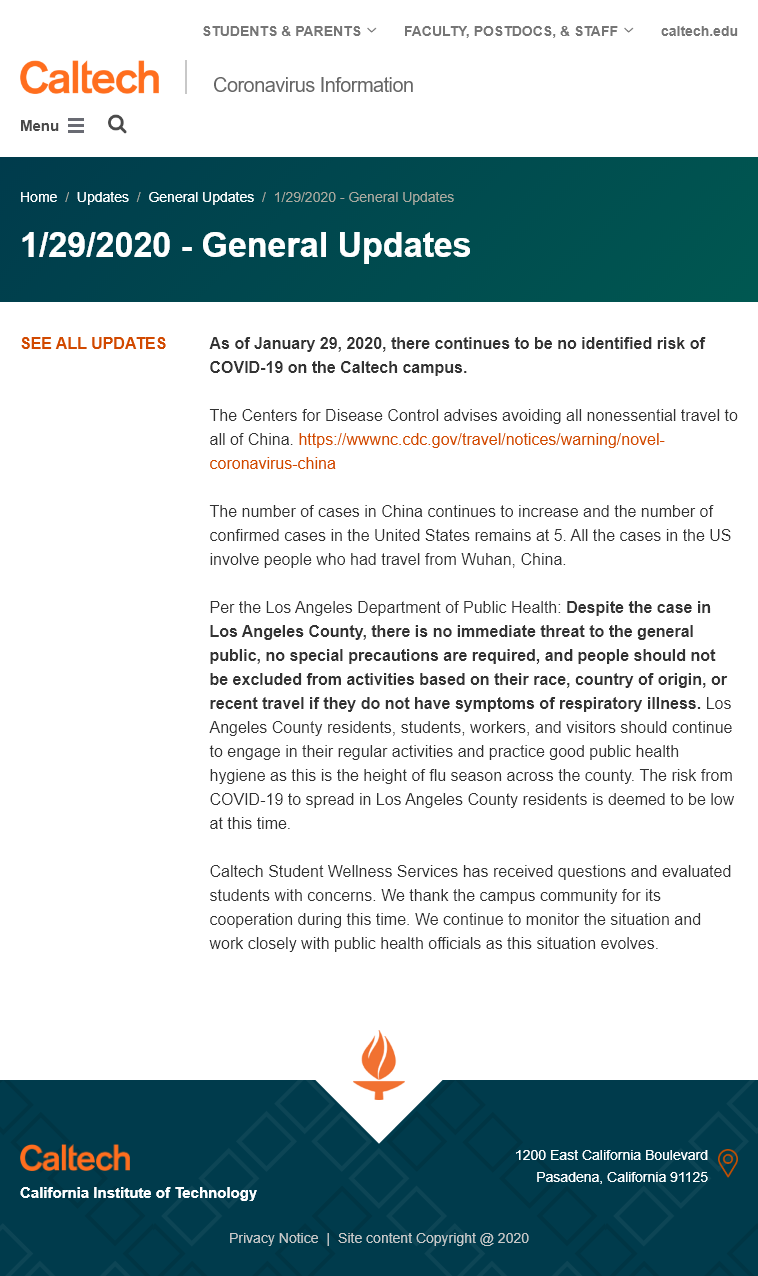 STUDENTS & PARENTS
FACULTY, POSTDOCS, & STAFF
caltech.edu
Caltech
Coronavirus Information
Menu
Home / Updates / General Updates / 1/29/2020 - General Updates
1/29/2020 - General Updates
SEE ALL UPDATES
As of January 29, 2020, there continues to be no identified risk of
COVID-19 on the Caltech campus.
The Centers for Disease Control advises avoiding all nonessential travel to
all of China. https://wwwnc.cdc.gov/travel/notices/warning/novel-
coronavirus-china
The number of cases in China continues to increase and the number of
confirmed cases in the United States remains at 5. All the cases in the US
involve people who had travel from Wuhan, China.
Per the Los Angeles Department of Public Health: Despite the case in
Los Angeles County, there is no immediate threat to the general
public, no special precautions are required, and people should not
be excluded from activities based on their race, country of origin, or
recent travel if they do not have symptoms of respiratory illness. Los
Angeles County residents, students, workers, and visitors should continue
to engage in their regular activities and practice good public health
hygiene as this is the height of flu season across the county. The risk from
COVID-19 to spread in Los Angeles County residents is deemed to be low
at this time.
Caltech Student Wellness Services has received questions and evaluated
students with concerns. We thank the campus community for its
cooperation during this time. We continue to monitor the situation and
work closely with public health officials as this situation evolves.
Caltech
California Institute of Technology
1200 East California Boulevard
Pasadena, California 91125
Privacy Notice | Site content Copyright @ 2020